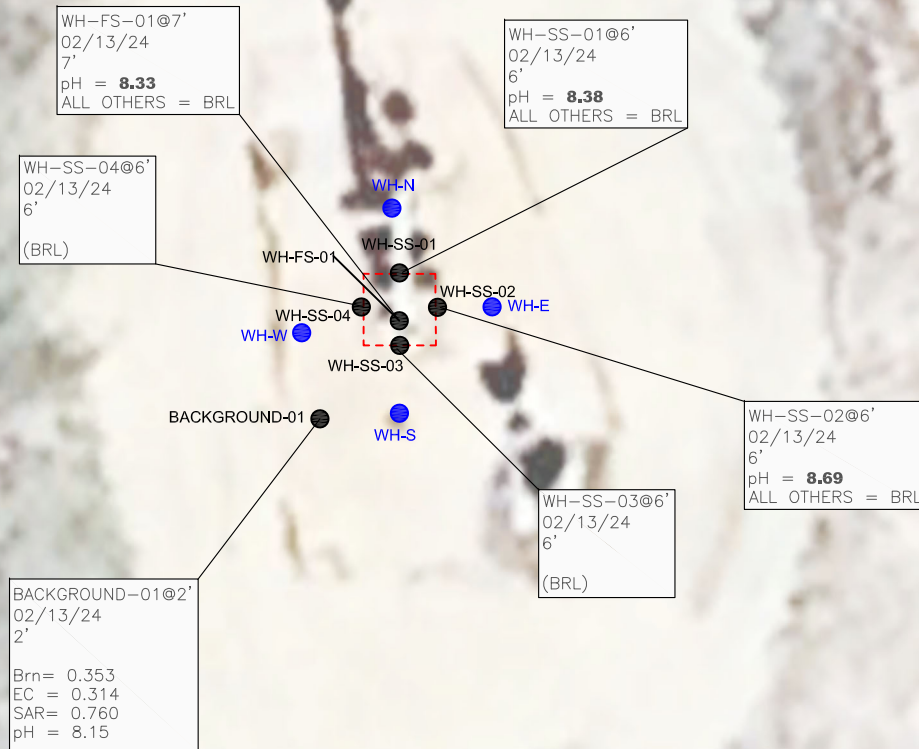 WH-FS-01@7'
02/13/24
7'
pH = 8.33
ALL OTHERS = BRL
WH-SS-01@6'
02/13/24
6'
pH = 8.38
ALL OTHERS = BRL
WH-SS-04@6'
02/13/24
6'
(BRL)
WH-N
WH-SS-01
WH-FS-01
WH-SS-02
WH-E
WH-SS-04
WH-W
WH-SS-03
BACKGROUND-01
WH-S
WH-SS-02@6'
02/13/24
6'
pH = 8.69
ALL OTHERS = BRL
WH-SS-03@6'
02/13/24
6'
(BRL)
BACKGROUND-01@2'
02/13/24
2'
Brn= 0.353
EC = 0.314
SAR= 0.760
pH = 8.15